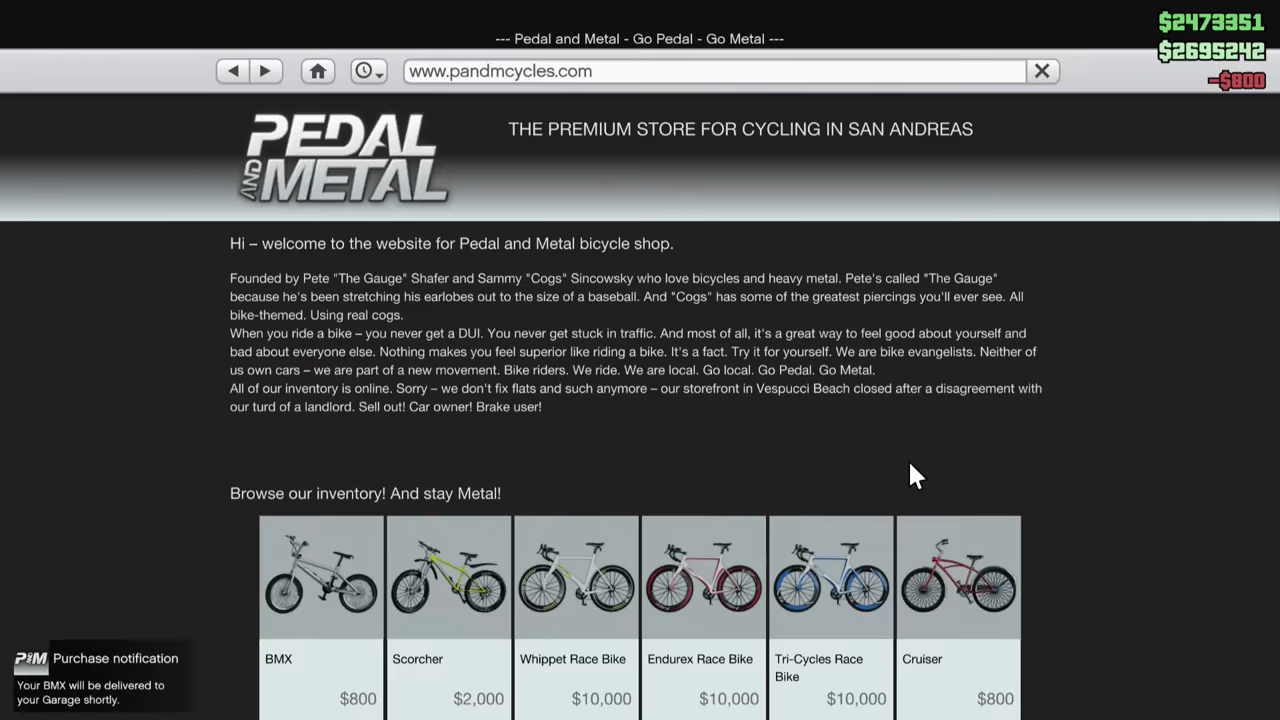 $2473351
--- Pedal and Metal - Go Pedal - Go Metal ---
$2695242
www.pandmcycles.com
-$800
PEDAL
AND METAL
THE PREMIUM STORE FOR CYCLING IN SAN ANDREAS
Hi – welcome to the website for Pedal and Metal bicycle shop.
Founded by Pete "The Gauge" Shafer and Sammy "Cogs" Sincowsky who love bicycles and heavy metal. Pete's called "The Gauge"
because he's been stretching his earlobes out to the size of a baseball. And "Cogs" has some of the greatest piercings you'll ever see. All
bike-themed. Using real cogs.
When you ride a bike – you never get a DUI. You never get stuck in traffic. And most of all, it's a great way to feel good about yourself and
bad about everyone else. Nothing makes you feel superior like riding a bike. It's a fact. Try it for yourself. We are bike evangelists. Neither of
us own cars – we are part of a new movement. Bike riders. We ride. We are local. Go local. Go Pedal. Go Metal.
All of our inventory is online. Sorry – we don't fix flats and such anymore – our storefront in Vespucci Beach closed after a disagreement with
our turd of a landlord. Sell out! Car owner! Brake user!
Browse our inventory! And stay Metal!
BMX
$800
Scorcher
$2,000
Whippet Race Bike
$10,000
Endurex Race Bike
$10,000
Tri-Cycles Race
Bike
$10,000
Cruiser
$800
P&M Purchase notification
Your BMX will be delivered to
your Garage shortly.